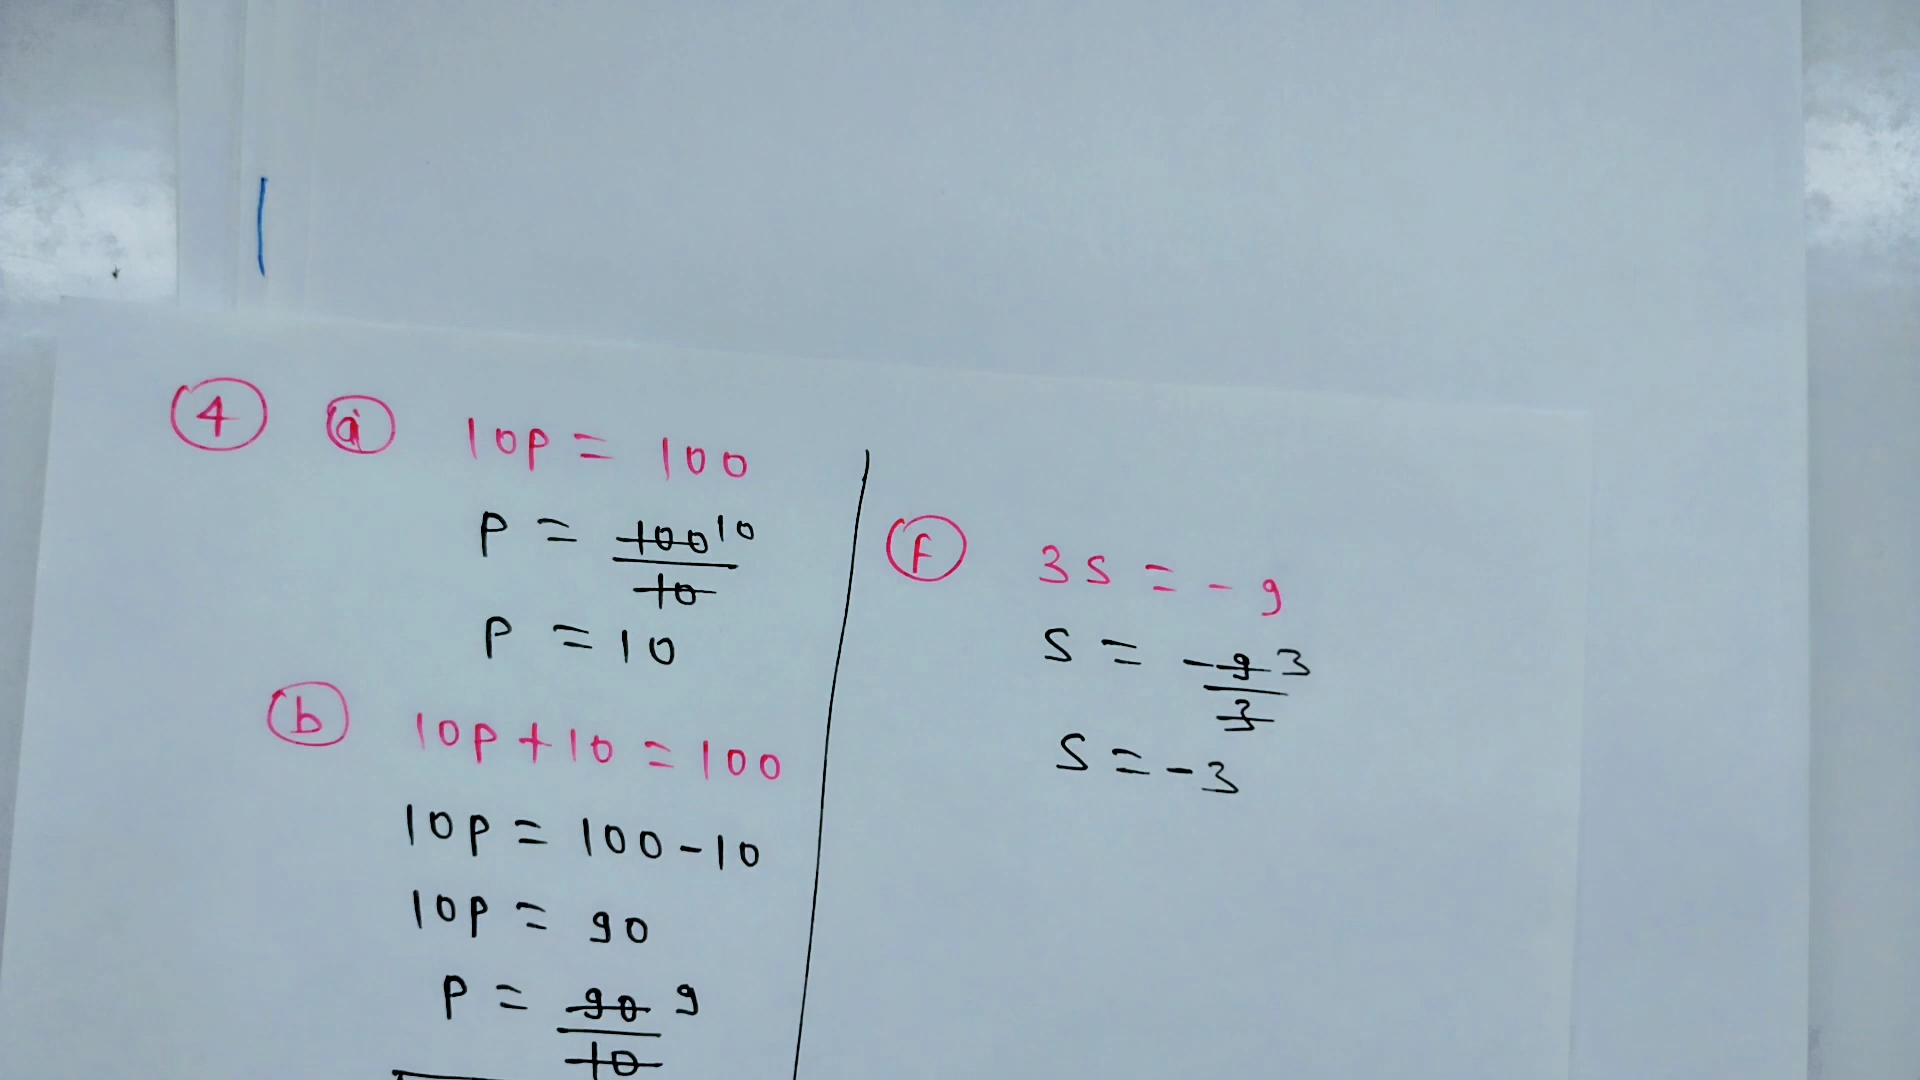 4 a 10p = 100
p = 100 10
10
p = 10
b 10p + 10 = 100
10p = 100 - 10
10p = 90
p = 90 9
10
f 3s = -9
s = -9 3
3
s = -3